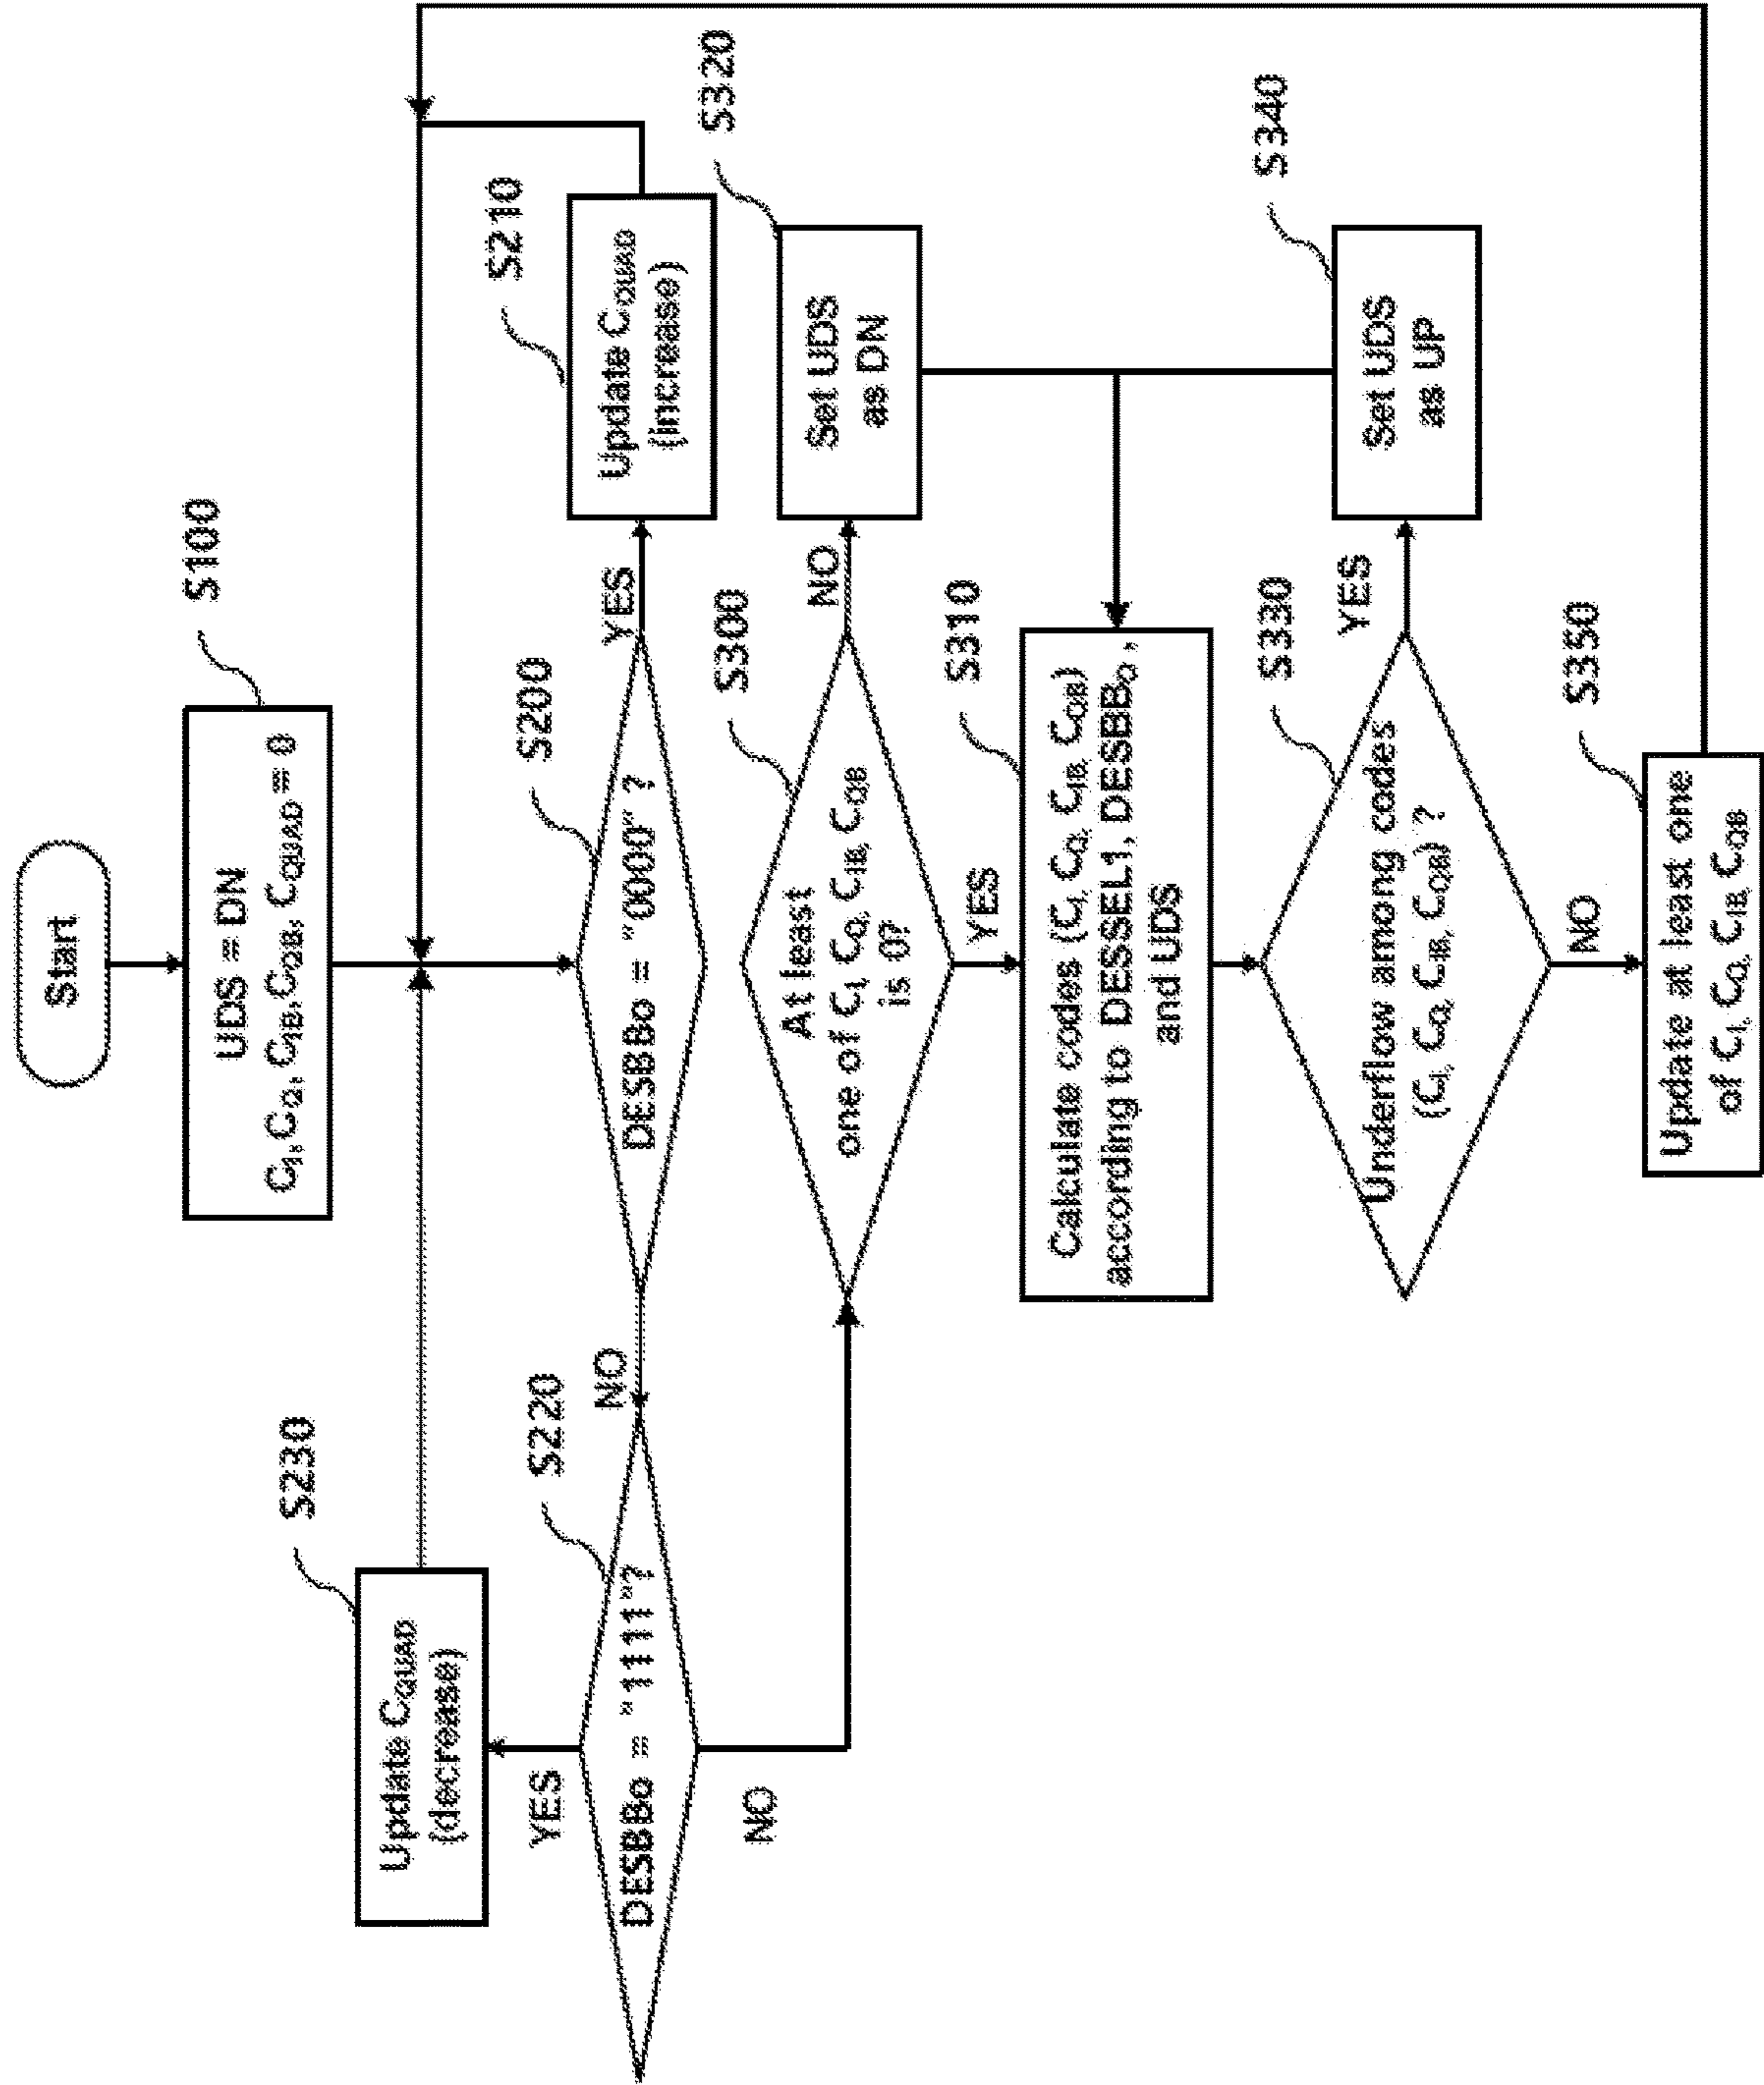 Start
S100
UDS = DN
C_I, C_Q, C_IB, C_QB, C_QUAD = 0
S230
Update C_QUAD
(decrease)
S210
Update C_QUAD
(increase)
YES
S220
DESBBo = "1111"?
NO
NO
S200
DESBBo = "0000" ?
YES
S300
At least
one of C_I, C_Q, C_IB, C_QB
is 0?
NO
YES
S320
Set UDS
as DN
S310
Calculate codes (C_I, C_Q, C_IB, C_QB)
according to DESSEL1, DESBB_O,
and UDS
S330
Underflow among codes
(C_I, C_Q, C_IB, C_QB) ?
YES
NO
S340
Set UDS
as UP
S350
Update at least one
of C_I, C_Q, C_IB, C_QB